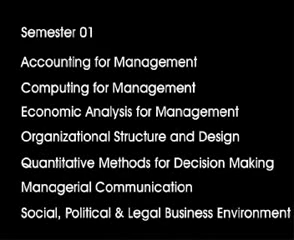 Semester 01
Accounting for Management
Computing for Management
Economic Analysis for Management
Organizational Structure and Design
Quantitative Methods for Decision Making
Managerial Communication
Social, Political & Legal Business Environment